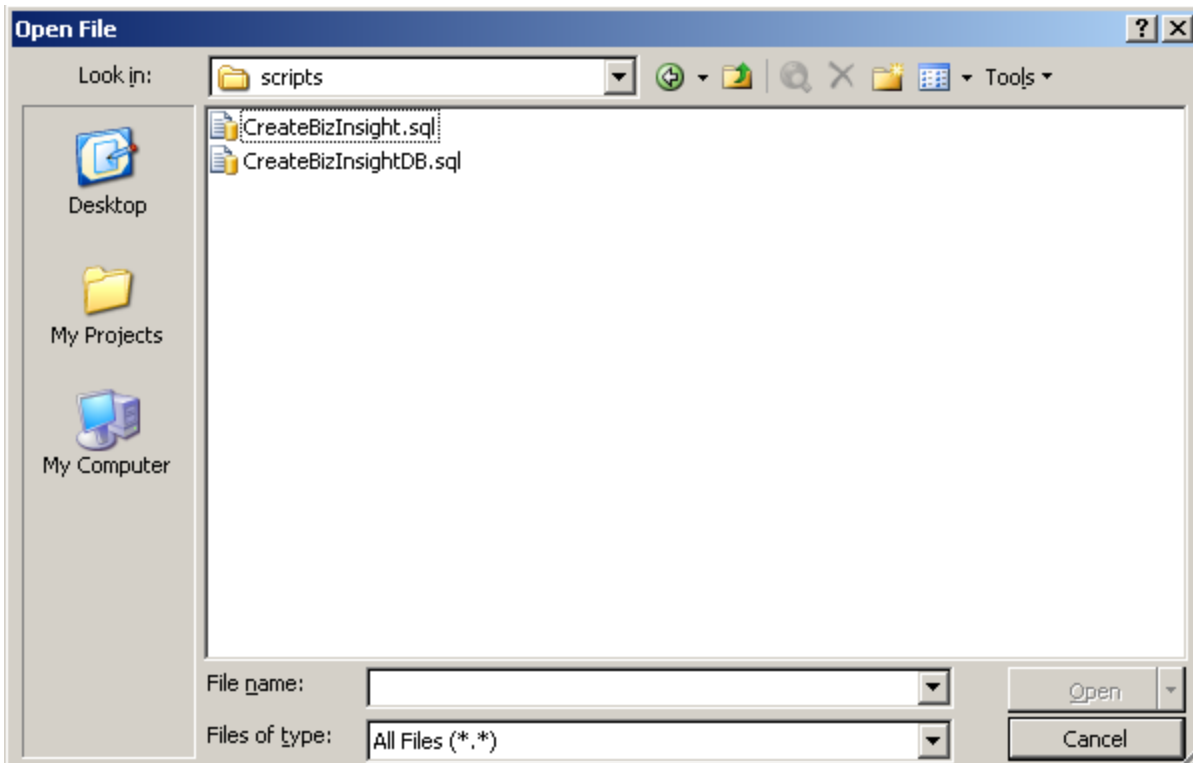 Open File
Look in:
scripts
Tools
CreateBizInsight.sql
CreateBizInsightDB.sql
Desktop
My Projects
My Computer
File name:
Open
Files of type:
All Files (*.*)
Cancel